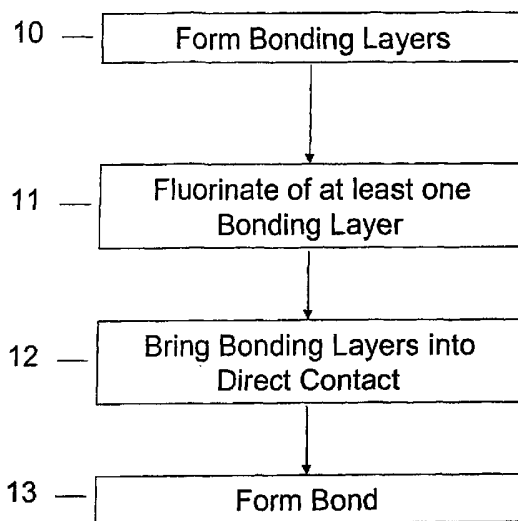 10 — Form Bonding Layers
11 — Fluorinate of at least one
Bonding Layer
12 — Bring Bonding Layers into
Direct Contact
13 — Form Bond